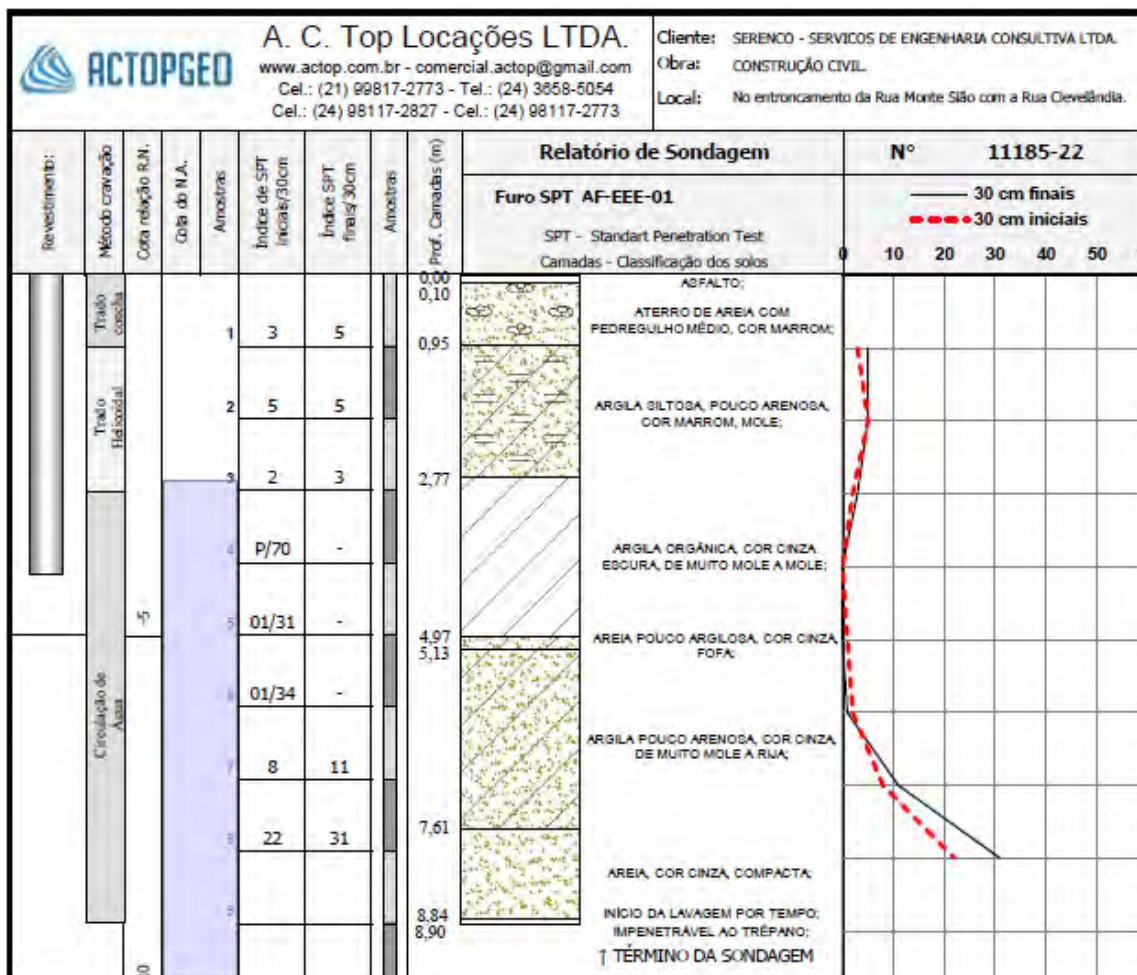 ACTOPGEO
A. C. Top Locações LTDA.
www.actop.com.br - comercial.actop@gmail.com
Cel.: (21) 99817-2773 - Tel.: (24) 3658-5054
Cel.: (24) 98117-2827 - Cel.: (24) 98117-2773
Cliente: SERENCO - SERVICOS DE ENGENHARIA CONSULTIVA LTDA.
Obra: CONSTRUÇÃO CIVIL.
Local: No entroncamento da Rua Monte Sião com a Rua Clevelândia.
Revestimento:
Método cravação
Cota relação R.N.
Cota do N.A.
Amostras
Índice de SPT
Iniciais/30cm
Índice SPT
finais/30cm
Amostras
Prof. Camadas (m)
Relatório de Sondagem
N° 11185-22
Furo SPT AF-EEE-01
SPT - Standart Penetration Test
Camadas - Classificação dos solos
30 cm finais
30 cm iniciais
0 10 20 30 40 50
Trado
concha
0,00
ASFALTO;
0,10
ATERRO DE AREIA COM
PEDREGULHO MÉDIO, COR MARROM;
1 3 5
0,95
Trado
Helicoidal
2 5 5
ARGILA SILTOSA, POUCO ARENOSA,
COR MARROM, MOLE;
3 2 3
2,77
4 P/70 -
ARGILA ORGÂNICA, COR CINZA
ESCURA, DE MUITO MOLE A MOLE;
-5
5 01/31 -
4,97
5,13
AREIA POUCO ARGILOSA, COR CINZA,
FOFA;
6 01/34 -
Circulação de
Água
ARGILA POUCO ARENOSA, COR CINZA,
DE MUITO MOLE A RIJA;
7 8 11
7,61
8 22 31
AREIA, COR CINZA, COMPACTA;
9
8,84
8,90
INÍCIO DA LAVAGEM POR TEMPO;
IMPENETRÁVEL AO TRÉPANO;
↑ TÉRMINO DA SONDAGEM